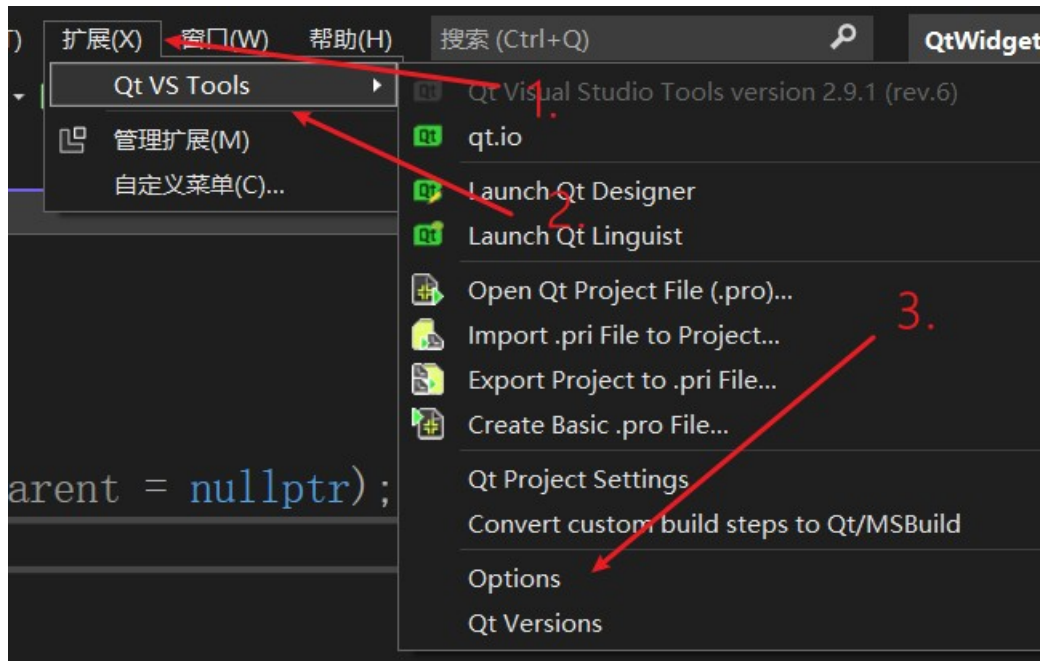 ) 扩展(X) 窗口(W) 帮助(H) 搜索 (Ctrl+Q) QtWidget
Qt VS Tools
管理扩展(M)
自定义菜单(C)...
Qt Visual Studio Tools version 2.9.1 (rev.6)
1.
qt.io
Launch Qt Designer
2.
Launch Qt Linguist
Open Qt Project File (.pro)...
3.
Import .pri File to Project...
Export Project to .pri File...
Create Basic .pro File...
Qt Project Settings
Convert custom build steps to Qt/MSBuild
Options
Qt Versions
arent = nullptr);